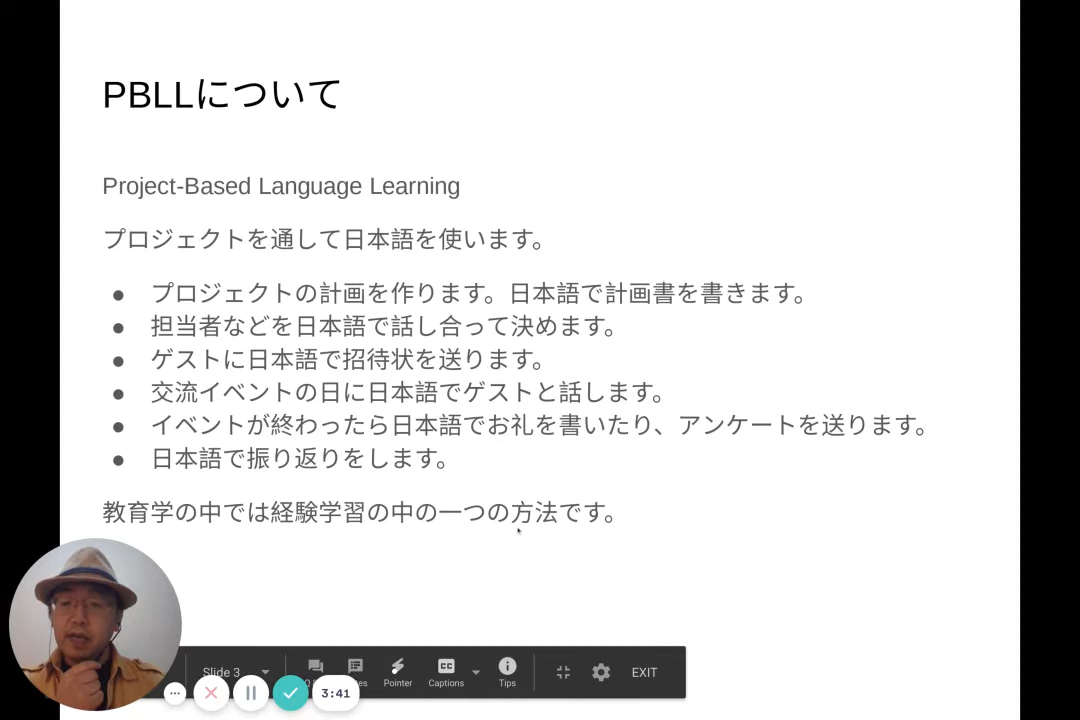 PBLLについて
Project-Based Language Learning
プロジェクトを通して日本語を使います。
● プロジェクトの計画を作ります。日本語で計画書を書きます。
● 担当者などを日本語で話し合って決めます。
● ゲストに日本語で招待状を送ります。
● 交流イベントの日に日本語でゲストと話します。
● イベントが終わったら日本語でお礼を書いたり、アンケートを送ります。
● 日本語で振り返りをします。
教育学の中では経験学習の中の一つの方法です。
Slide 3
Pointer
Captions
Tips
EXIT
3:41